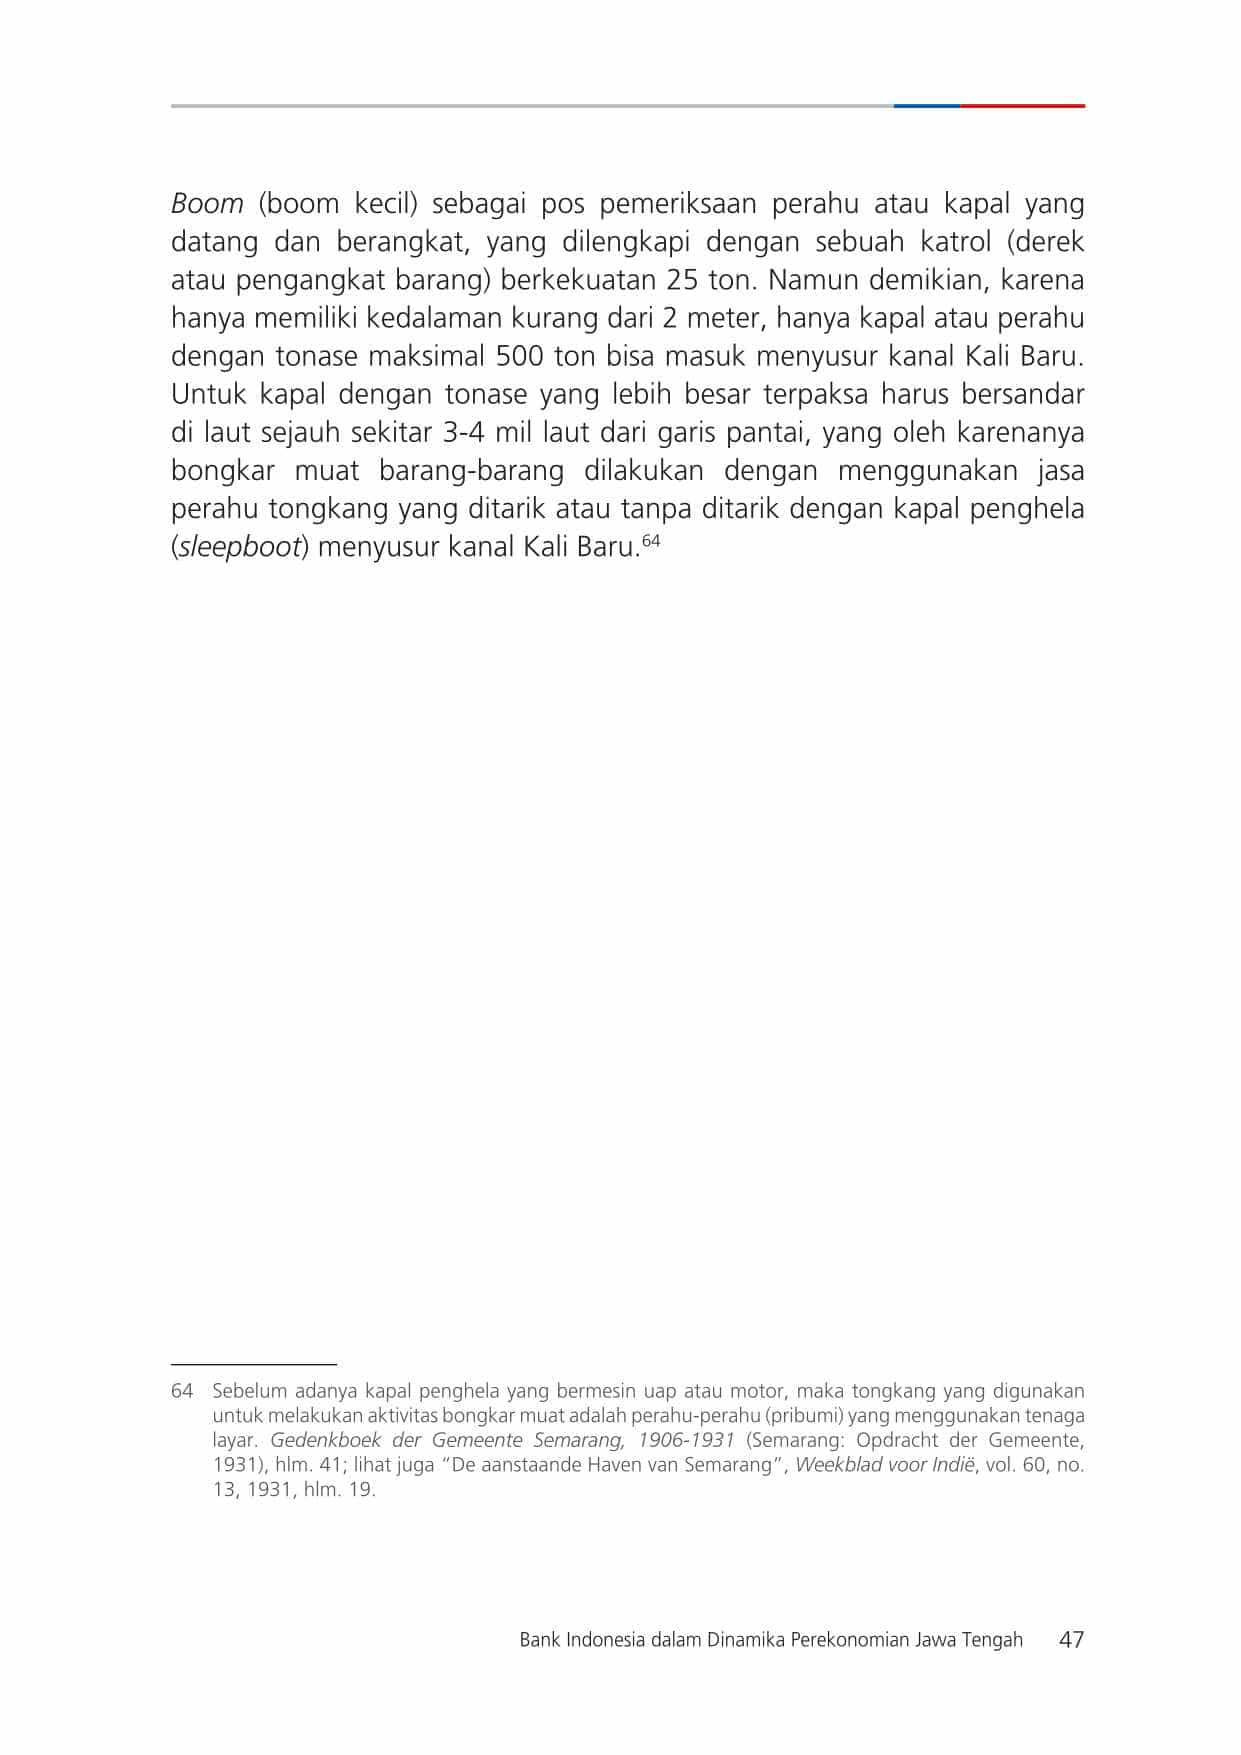 Boom (boom kecil) sebagai pos pemeriksaan perahu atau kapal yang
datang dan berangkat, yang dilengkapi dengan sebuah katrol (derek
atau pengangkat barang) berkekuatan 25 ton. Namun demikian, karena
hanya memiliki kedalaman kurang dari 2 meter, hanya kapal atau perahu
dengan tonase maksimal 500 ton bisa masuk menyusur kanal Kali Baru.
Untuk kapal dengan tonase yang lebih besar terpaksa harus bersandar
di laut sejauh sekitar 3-4 mil laut dari garis pantai, yang oleh karenanya
bongkar muat barang-barang dilakukan dengan menggunakan jasa
perahu tongkang yang ditarik atau tanpa ditarik dengan kapal penghela
(sleepboot) menyusur kanal Kali Baru.64
64 Sebelum adanya kapal penghela yang bermesin uap atau motor, maka tongkang yang digunakan
untuk melakukan aktivitas bongkar muat adalah perahu-perahu (pribumi) yang menggunakan tenaga
layar. Gedenkboek der Gemeente Semarang, 1906-1931 (Semarang: Opdracht der Gemeente,
1931), hlm. 41; lihat juga “De aanstaande Haven van Semarang”, Weekblad voor Indië, vol. 60, no.
13, 1931, hlm. 19.
Bank Indonesia dalam Dinamika Perekonomian Jawa Tengah 47